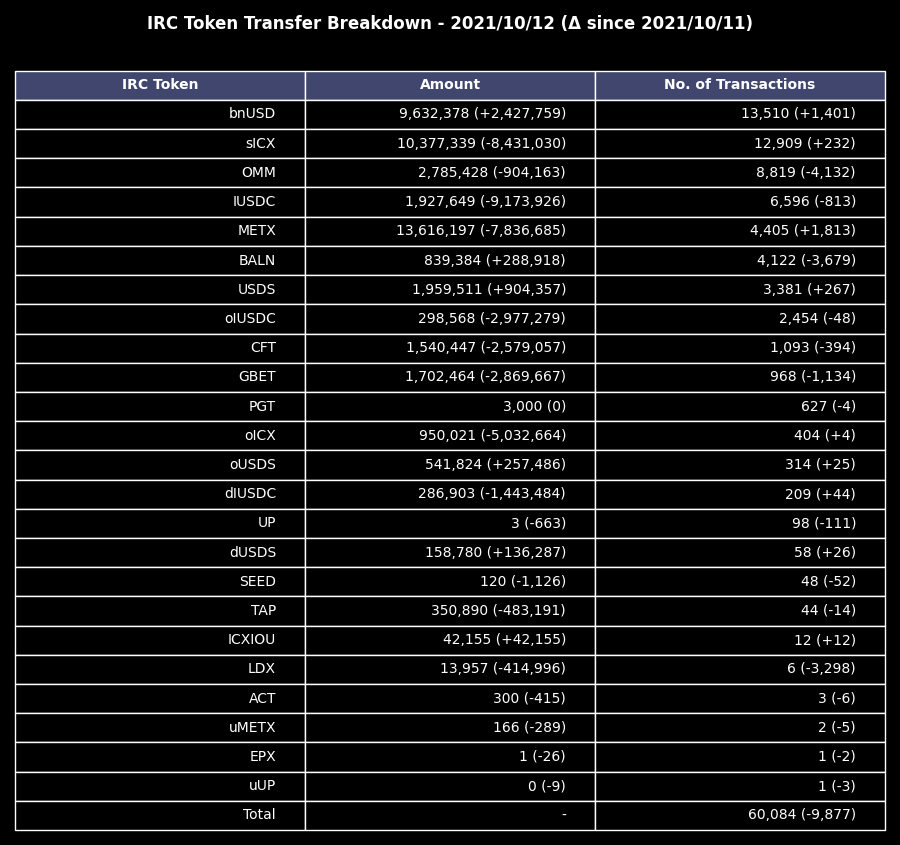 IRC Token Transfer Breakdown - 2021/10/12 (Δ since 2021/10/11)
IRC Token Amount No. of Transactions
bnUSD 9,632,378 (+2,427,759) 13,510 (+1,401)
sICX 10,377,339 (-8,431,030) 12,909 (+232)
OMM 2,785,428 (-904,163) 8,819 (-4,132)
IUSDC 1,927,649 (-9,173,926) 6,596 (-813)
METX 13,616,197 (-7,836,685) 4,405 (+1,813)
BALN 839,384 (+288,918) 4,122 (-3,679)
USDS 1,959,511 (+904,357) 3,381 (+267)
oIUSDC 298,568 (-2,977,279) 2,454 (-48)
CFT 1,540,447 (-2,579,057) 1,093 (-394)
GBET 1,702,464 (-2,869,667) 968 (-1,134)
PGT 3,000 (0) 627 (-4)
oICX 950,021 (-5,032,664) 404 (+4)
oUSDS 541,824 (+257,486) 314 (+25)
dIUSDC 286,903 (-1,443,484) 209 (+44)
UP 3 (-663) 98 (-111)
dUSDS 158,780 (+136,287) 58 (+26)
SEED 120 (-1,126) 48 (-52)
TAP 350,890 (-483,191) 44 (-14)
ICXIOU 42,155 (+42,155) 12 (+12)
LDX 13,957 (-414,996) 6 (-3,298)
ACT 300 (-415) 3 (-6)
uMETX 166 (-289) 2 (-5)
EPX 1 (-26) 1 (-2)
uUP 0 (-9) 1 (-3)
Total - 60,084 (-9,877)